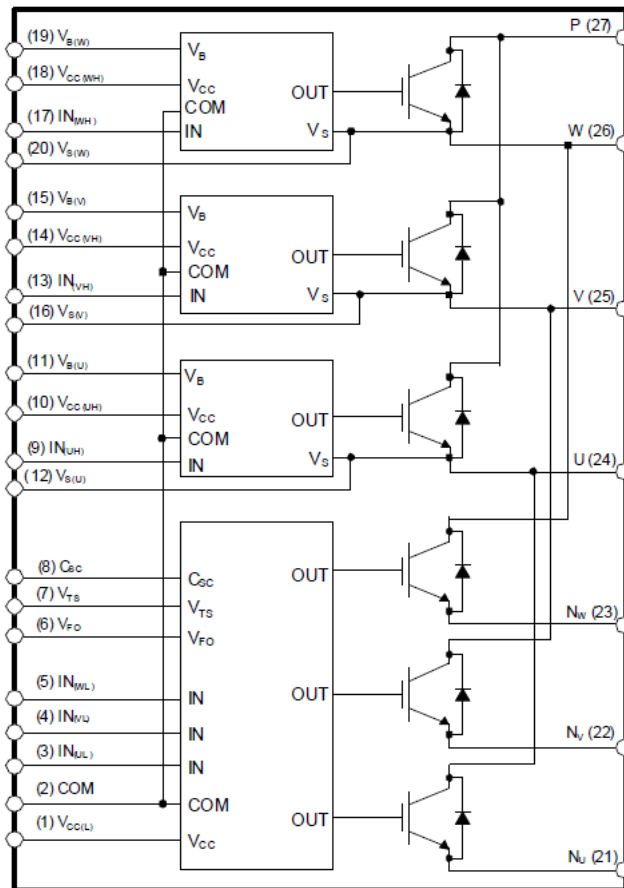 (19) VB(W)
VB
P (27)
(18) VCC(WH)
VCC
OUT
COM
(17) IN(WH)
IN
VS
W (26)
(20) VS(W)
(15) VB(V)
VB
(14) VCC(VH)
VCC
OUT
COM
(13) IN(VH)
IN
VS
V (25)
(16) VS(V)
(11) VB(U)
VB
(10) VCC(UH)
VCC
OUT
COM
(9) IN(UH)
IN
VS
U (24)
(12) VS(U)
(8) CSC
CSC
OUT
(7) VTS
VTS
NW (23)
(6) VFO
VFO
(5) IN(WL)
IN
OUT
(4) IN(VL)
IN
NV (22)
(3) IN(UL)
IN
(2) COM
COM
OUT
(1) VCC(L)
VCC
NU (21)